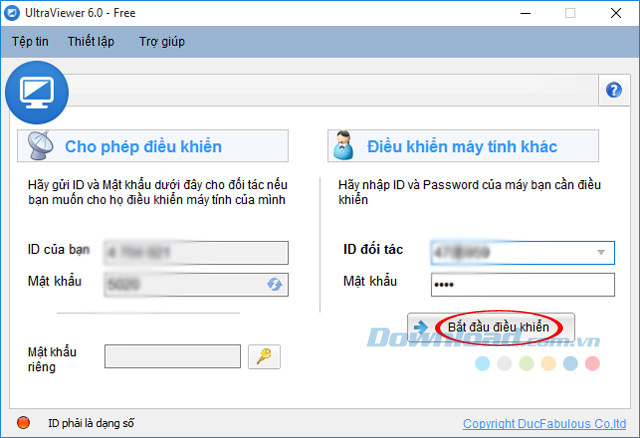 UltraViewer 6.0 - Free
Tệp tin Thiết lập Trợ giúp
Cho phép điều khiển
Hãy gửi ID và Mật khẩu dưới đây cho đối tác nếu
bạn muốn cho họ điều khiển máy tính của mình
ID của bạn
Mật khẩu
Mật khẩu
riêng
Điều khiển máy tính khác
Hãy nhập ID và Password của máy bạn cần điều
khiển
ID đối tác
Mật khẩu
Bắt đầu điều khiển
Download.com.vn
ID phải là dạng số
Copyright DucFabulous Co.ltd